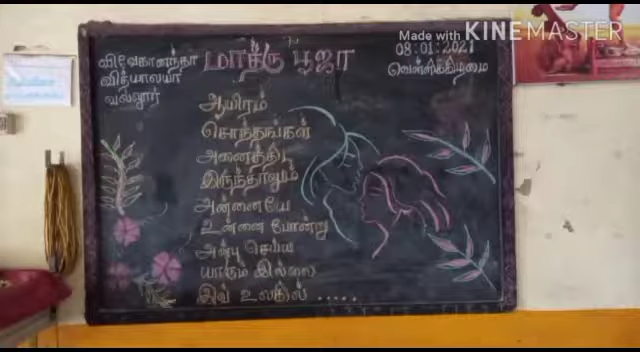 Made with KINEMASTER
விவேகானந்தா
வித்யாலயா
வல்லூர்
மாத்ரு பூஜா
08:01:2021
வெள்ளிக்கிழமை
ஆயிரம்
சொந்தங்கள்
அனைத்திட
இருந்தாலும்
அன்னையே
உன்னை போன்று
அன்பு செய்ய
யாரும் இல்லை
இவ் உலகில் .....